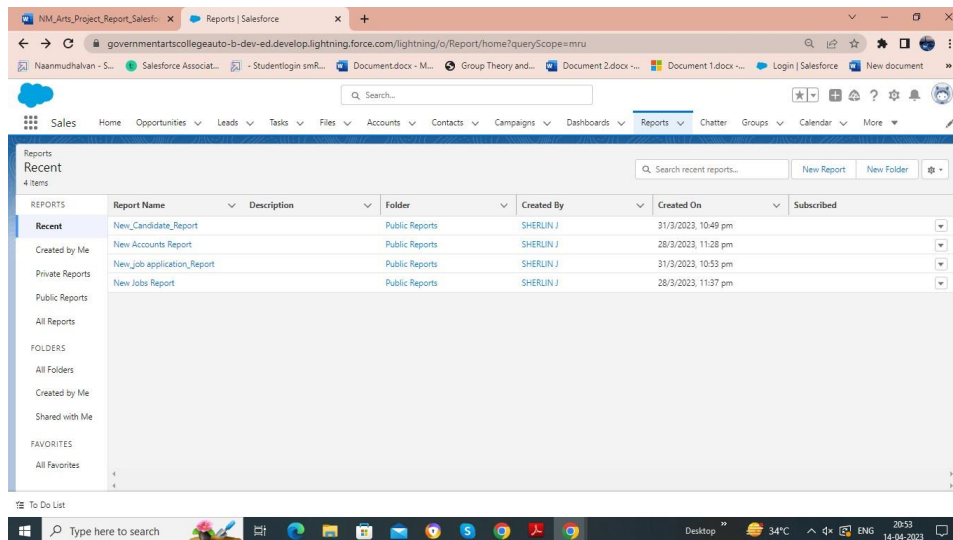 NM_Arts_Project_Report_Salesfo
Reports | Salesforce
governmentartscollegeauto-b-dev-ed.develop.lightning.force.com/lightning/o/Report/home?queryScope=mru
Naanmudhalvan - S...
Salesforce Associat...
- Studentlogin smR...
Document.docx - M...
Group Theory and...
Document 2.docx -...
Document 1.docx -...
Login | Salesforce
New document
Search...
Sales
Home
Opportunities
Leads
Tasks
Files
Accounts
Contacts
Campaigns
Dashboards
Reports
Chatter
Groups
Calendar
More
Reports
Recent
4 items
Search recent reports...
New Report
New Folder
REPORTS
Report Name
Description
Folder
Created By
Created On
Subscribed
Recent
New_Candidate_Report
Public Reports
SHERLIN J
31/3/2023, 10:49 pm
Created by Me
New Accounts Report
Public Reports
SHERLIN J
28/3/2023, 11:28 pm
Private Reports
New_job application_Report
Public Reports
SHERLIN J
31/3/2023, 10:53 pm
New Jobs Report
Public Reports
SHERLIN J
28/3/2023, 11:37 pm
Public Reports
All Reports
FOLDERS
All Folders
Created by Me
Shared with Me
FAVORITES
All Favorites
To Do List
Type here to search
Desktop
34°C
ENG
20:53
14-04-2023